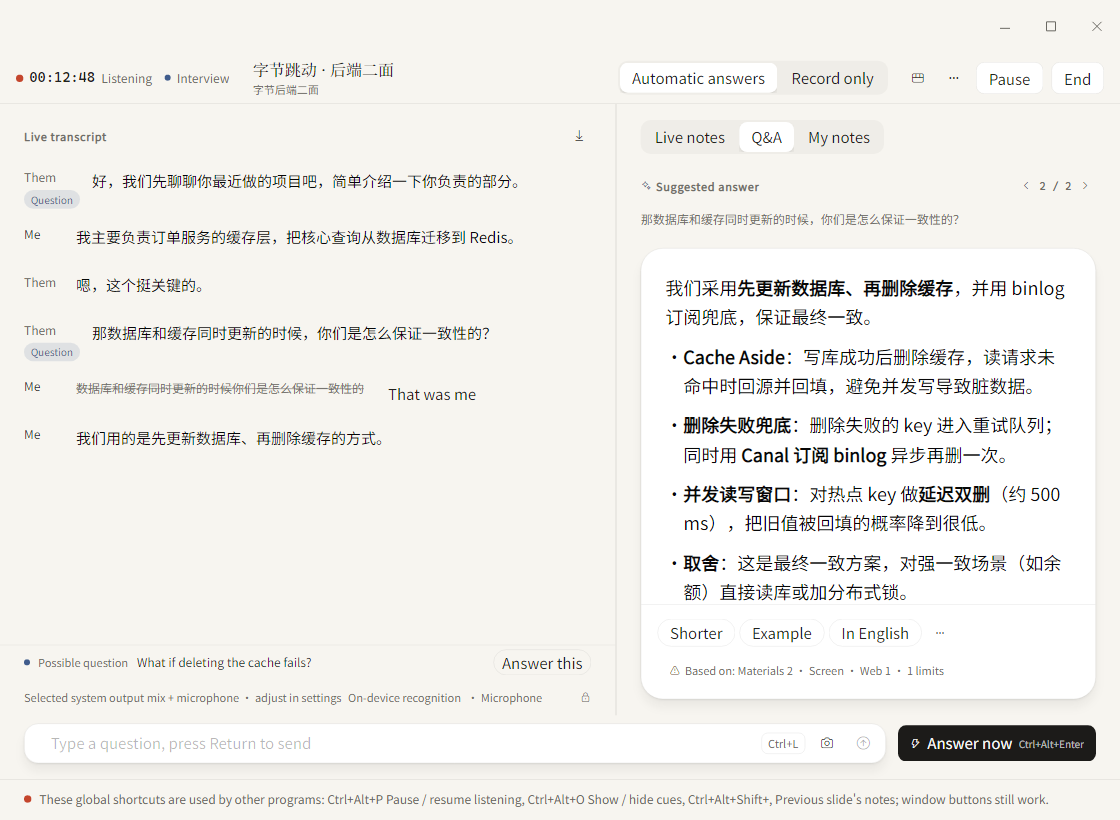 00:12:48 Listening Interview
字节跳动 · 后端二面
字节后端二面
Automatic answers Record only
Pause End
Live transcript
Them
Question
好，我们先聊聊你最近做的项目吧，简单介绍一下你负责的部分。
Me
我主要负责订单服务的缓存层，把核心查询从数据库迁移到 Redis。
Them
嗯，这个挺关键的。
Them
Question
那数据库和缓存同时更新的时候，你们是怎么保证一致性的？
Me
数据库和缓存同时更新的时候你们是怎么保证一致性的
That was me
Me
我们用的是先更新数据库、再删除缓存的方式。
Possible question What if deleting the cache fails?
Answer this
Selected system output mix + microphone • adjust in settings On-device recognition • Microphone
Live notes Q&A My notes
Suggested answer
2 / 2
那数据库和缓存同时更新的时候，你们是怎么保证一致性的？
我们采用先更新数据库、再删除缓存，并用 binlog
订阅兜底，保证最终一致。
• Cache Aside：写库成功后删除缓存，读请求未
命中时回源并回填，避免并发写导致脏数据。
• 删除失败兜底：删除失败的 key 进入重试队列；
同时用 Canal 订阅 binlog 异步再删一次。
• 并发读写窗口：对热点 key 做延迟双删（约 500
ms），把旧值被回填的概率降到很低。
• 取舍：这是最终一致方案，对强一致场景（如余
额）直接读库或加分布式锁。
Shorter Example In English ···
Based on: Materials 2 • Screen • Web 1 • 1 limits
Type a question, press Return to send
Ctrl+L
Answer now Ctrl+Alt+Enter
These global shortcuts are used by other programs: Ctrl+Alt+P Pause / resume listening, Ctrl+Alt+O Show / hide cues, Ctrl+Alt+Shift+, Previous slide's notes; window buttons still work.